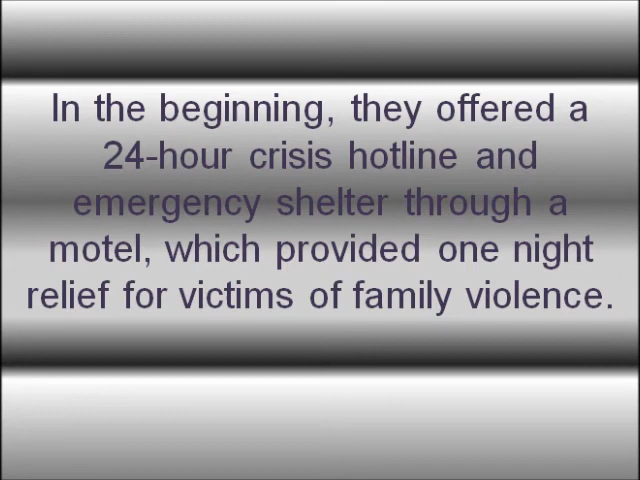 In the beginning, they offered a
24-hour crisis hotline and
emergency shelter through a
motel, which provided one night
relief for victims of family violence.